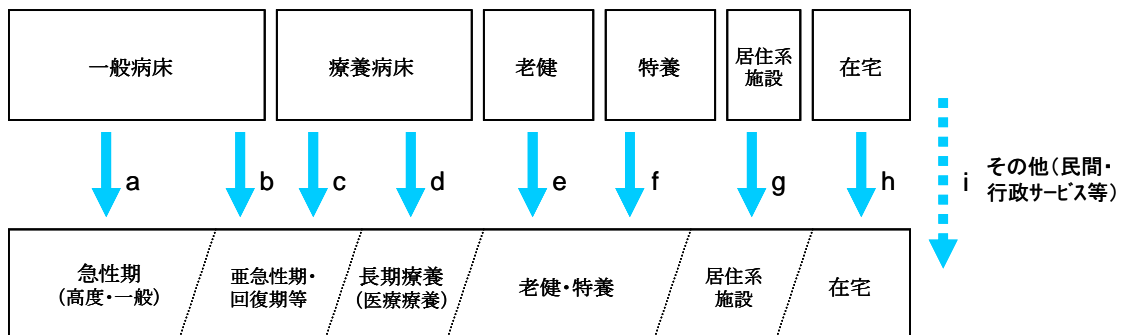 一般病床
療養病床
老健
特養
居住系
施設
在宅
a
b
c
d
e
f
g
h
i
その他(民間・
行政サービス等)
急性期
(高度・一般)
亜急性期・
回復期等
長期療養
(医療療養)
老健・特養
居住系
施設
在宅